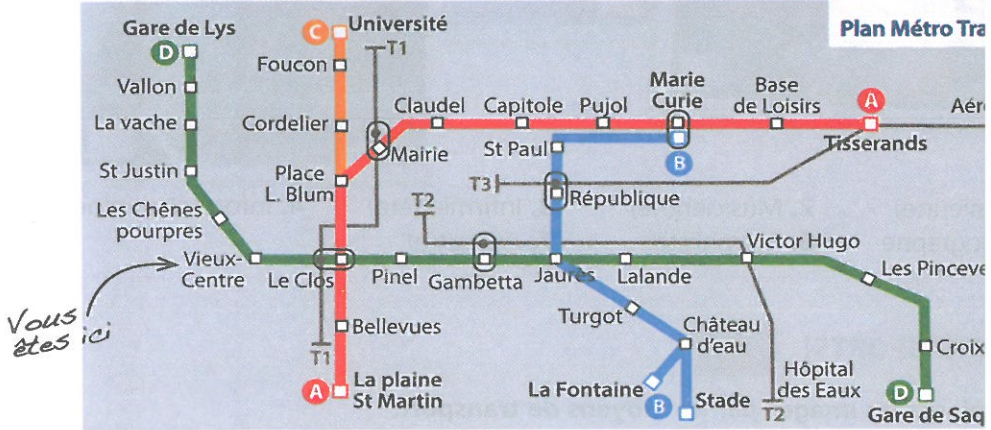 Plan Métro Tra
Gare de Lys
D
Vallon
La vache
St Justin
Les Chênes
pourpres
Vieux-
Centre
Vous
êtes ici
C
Université
Foucon
Cordelier
Place
L. Blum
T1
Mairie
Claudel
Capitole
Pujol
Marie
Curie
Base
de Loisirs
A
Tisserands
Aér
St Paul
B
T3
République
T2
Le Clos
Pinel
Gambetta
Jaurès
Lalande
Victor Hugo
Les Pinceve
Bellevues
T1
A
La plaine
St Martin
Turgot
Château
d'eau
La Fontaine
B
Stade
Hôpital
des Eaux
T2
Croix
D
Gare de Saq